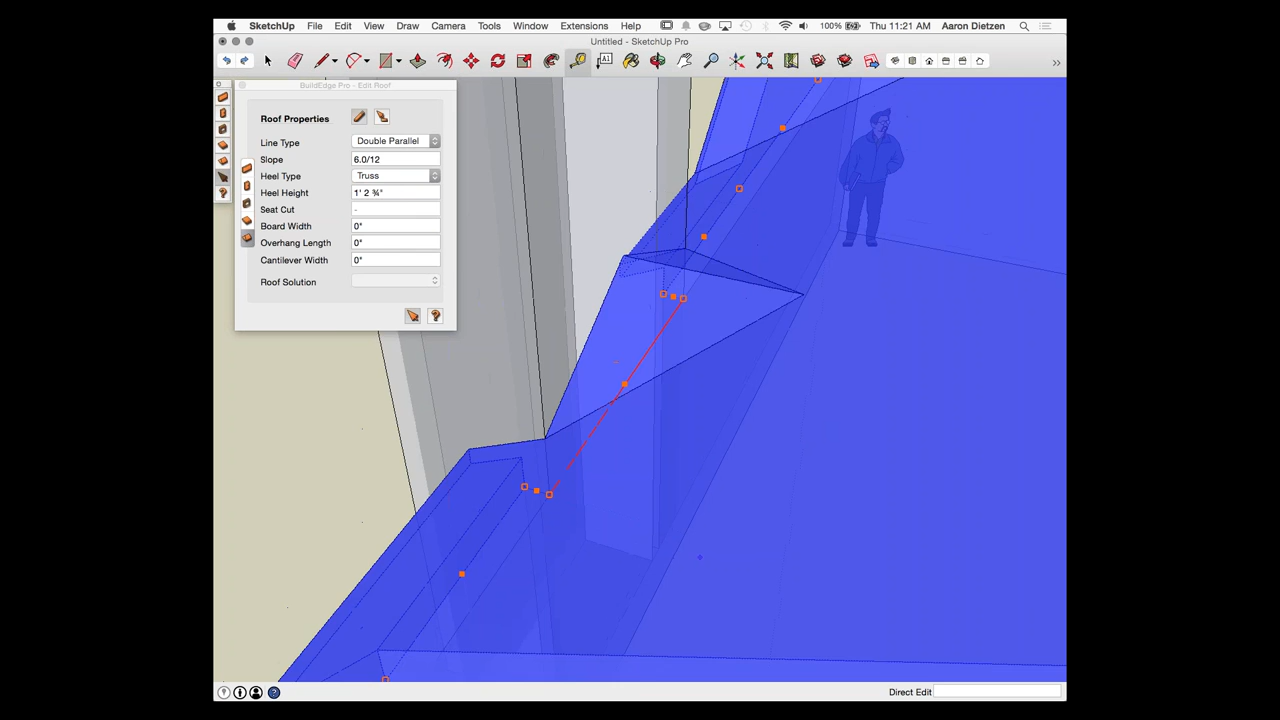 SketchUp File Edit View Draw Camera Tools Window Extensions Help 100% Thu 11:21 AM Aaron Dietzen
Untitled - SketchUp Pro
A1
BuildEdge Pro - Edit Roof
Roof Properties
Line Type Double Parallel
Slope 6.0/12
Heel Type Truss
Heel Height 1' 2 ¾"
Seat Cut -
Board Width 0"
Overhang Length 0"
Cantilever Width 0"
Roof Solution
Direct Edit